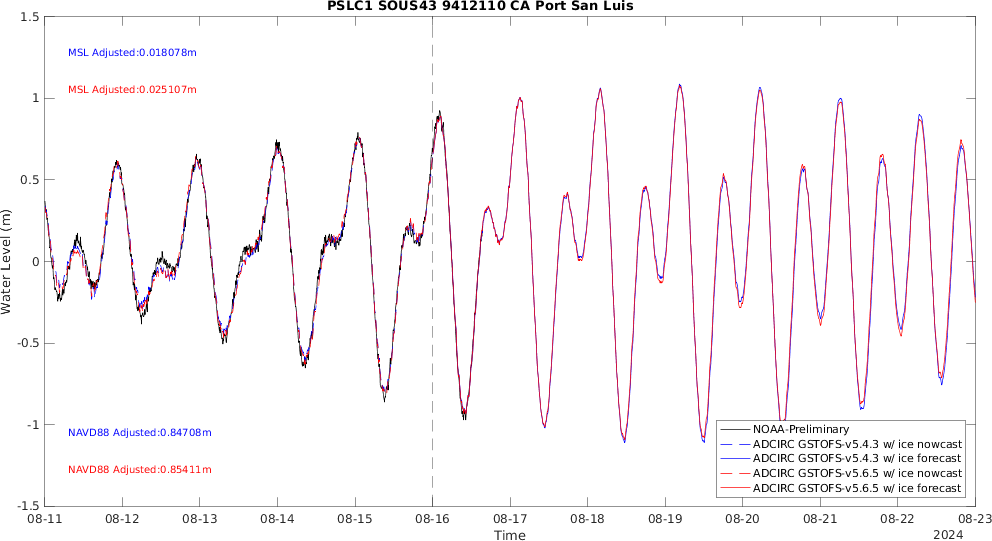 PSLC1 SOUS43 9412110 CA Port San Luis
1.5
1
0.5
0
-0.5
-1
-1.5
Water Level (m)
MSL Adjusted:0.018078m
MSL Adjusted:0.025107m
NAVD88 Adjusted:0.84708m
NAVD88 Adjusted:0.85411m
NOAA-Preliminary
ADCIRC GSTOFS-v5.4.3 w/ ice nowcast
ADCIRC GSTOFS-v5.4.3 w/ ice forecast
ADCIRC GSTOFS-v5.6.5 w/ ice nowcast
ADCIRC GSTOFS-v5.6.5 w/ ice forecast
08-11 08-12 08-13 08-14 08-15 08-16 08-17 08-18 08-19 08-20 08-21 08-22 08-23
Time
2024